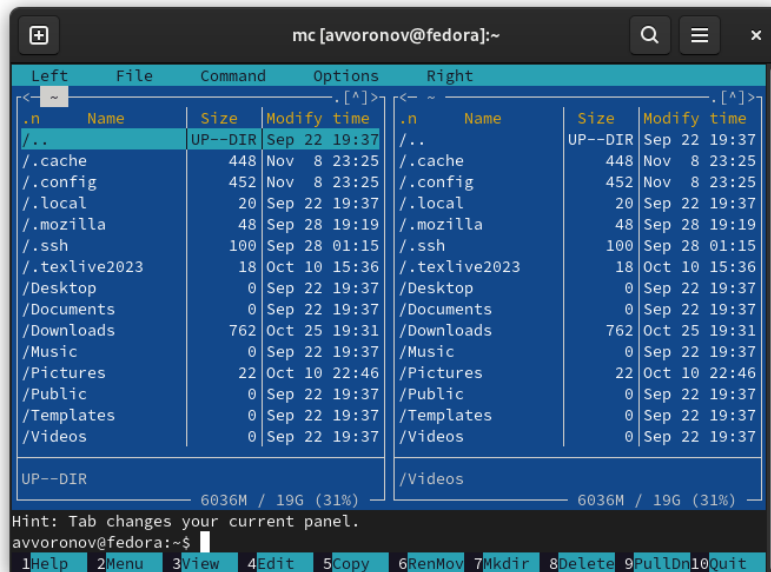 mc [avvoronov@fedora]:~
Left File Command Options Right
<─ ~ .[^]>
.n Name Size Modify time
/.. UP--DIR Sep 22 19:37
/.cache 448 Nov 8 23:25
/.config 452 Nov 8 23:25
/.local 20 Sep 22 19:37
/.mozilla 48 Sep 28 19:19
/.ssh 100 Sep 28 01:15
/.texlive2023 18 Oct 10 15:36
/Desktop 0 Sep 22 19:37
/Documents 0 Sep 22 19:37
/Downloads 762 Oct 25 19:31
/Music 0 Sep 22 19:37
/Pictures 22 Oct 10 22:46
/Public 0 Sep 22 19:37
/Templates 0 Sep 22 19:37
/Videos 0 Sep 22 19:37
UP--DIR
6036M / 19G (31%)
<─ ~ .[^]>
.n Name Size Modify time
/.. UP--DIR Sep 22 19:37
/.cache 448 Nov 8 23:25
/.config 452 Nov 8 23:25
/.local 20 Sep 22 19:37
/.mozilla 48 Sep 28 19:19
/.ssh 100 Sep 28 01:15
/.texlive2023 18 Oct 10 15:36
/Desktop 0 Sep 22 19:37
/Documents 0 Sep 22 19:37
/Downloads 762 Oct 25 19:31
/Music 0 Sep 22 19:37
/Pictures 22 Oct 10 22:46
/Public 0 Sep 22 19:37
/Templates 0 Sep 22 19:37
/Videos 0 Sep 22 19:37
/Videos
6036M / 19G (31%)
Hint: Tab changes your current panel.
avvoronov@fedora:~$
1Help 2Menu 3View 4Edit 5Copy 6RenMov 7Mkdir 8Delete 9PullDn 10Quit